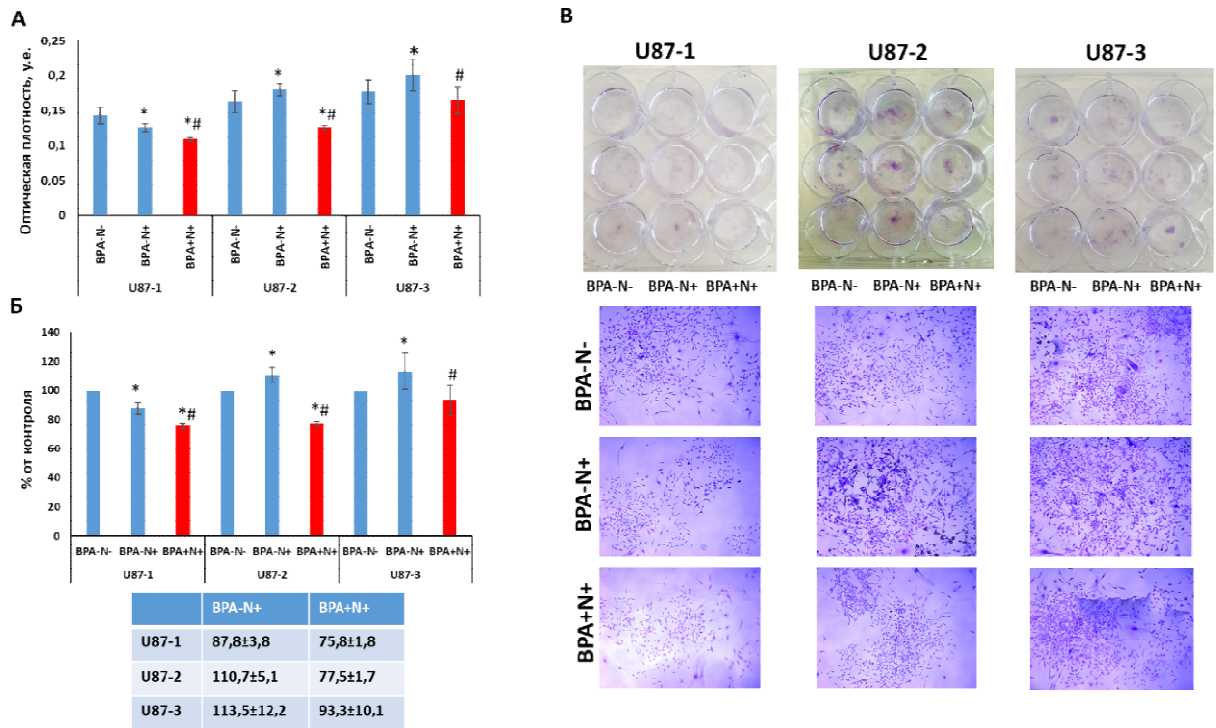 А
Оптическая плотность, у.е.
0,25
0,2
0,15
0,1
0,05
0
*
*#
*
*#
*
#
BPA-N-
BPA-N+
BPA+N+
BPA-N-
BPA-N+
BPA+N+
BPA-N-
BPA-N+
BPA+N+
U87-1 U87-2 U87-3
Б
% от контроля
140
120
100
80
60
40
20
0
*
*#
*
*#
*
#
BPA-N- BPA-N+ BPA+N+ BPA-N- BPA-N+ BPA+N+ BPA-N- BPA-N+ BPA+N+
U87-1 U87-2 U87-3
BPA-N+ BPA+N+
U87-1 87,8±3,8 75,8±1,8
U87-2 110,7±5,1 77,5±1,7
U87-3 113,5±12,2 93,3±10,1
В
U87-1 U87-2 U87-3
BPA-N- BPA-N+ BPA+N+ BPA-N- BPA-N+ BPA+N+ BPA-N- BPA-N+ BPA+N+
BPA-N-
BPA-N+
BPA+N+